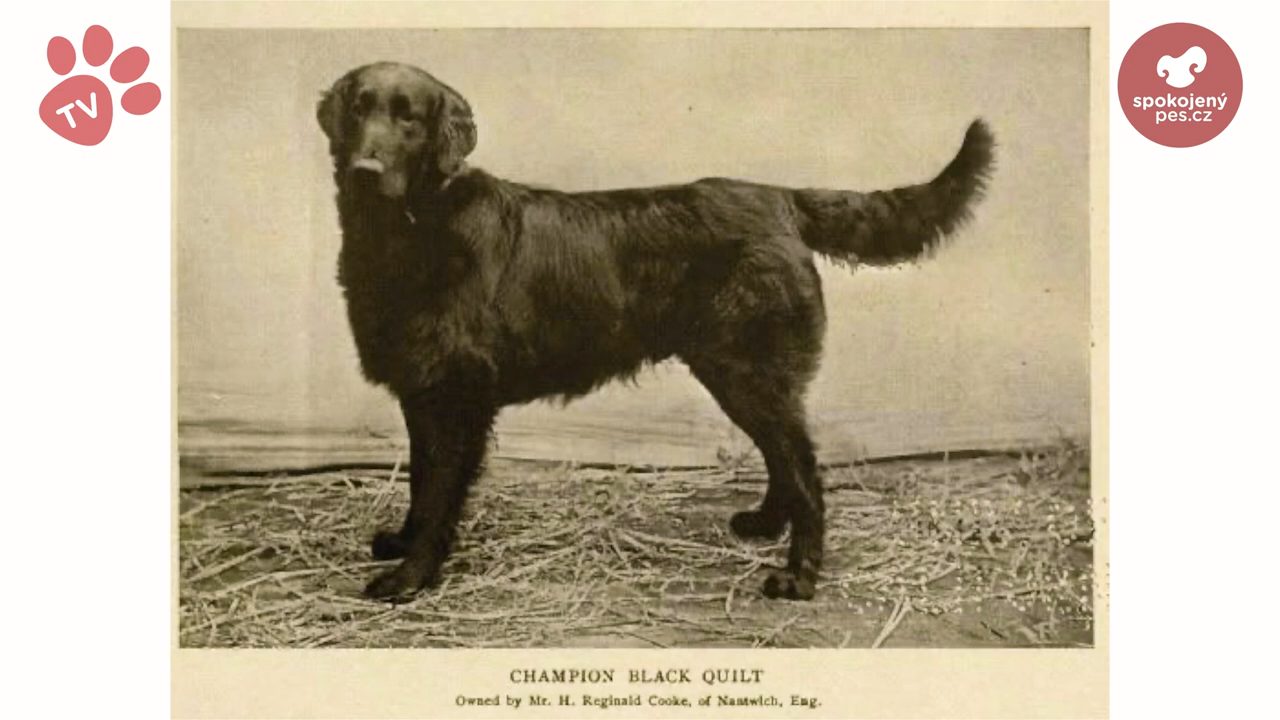 TV
spokojený
pes.cz
CHAMPION BLACK QUILT
Owned by Mr. H. Reginald Cooke, of Nantwich, Eng.